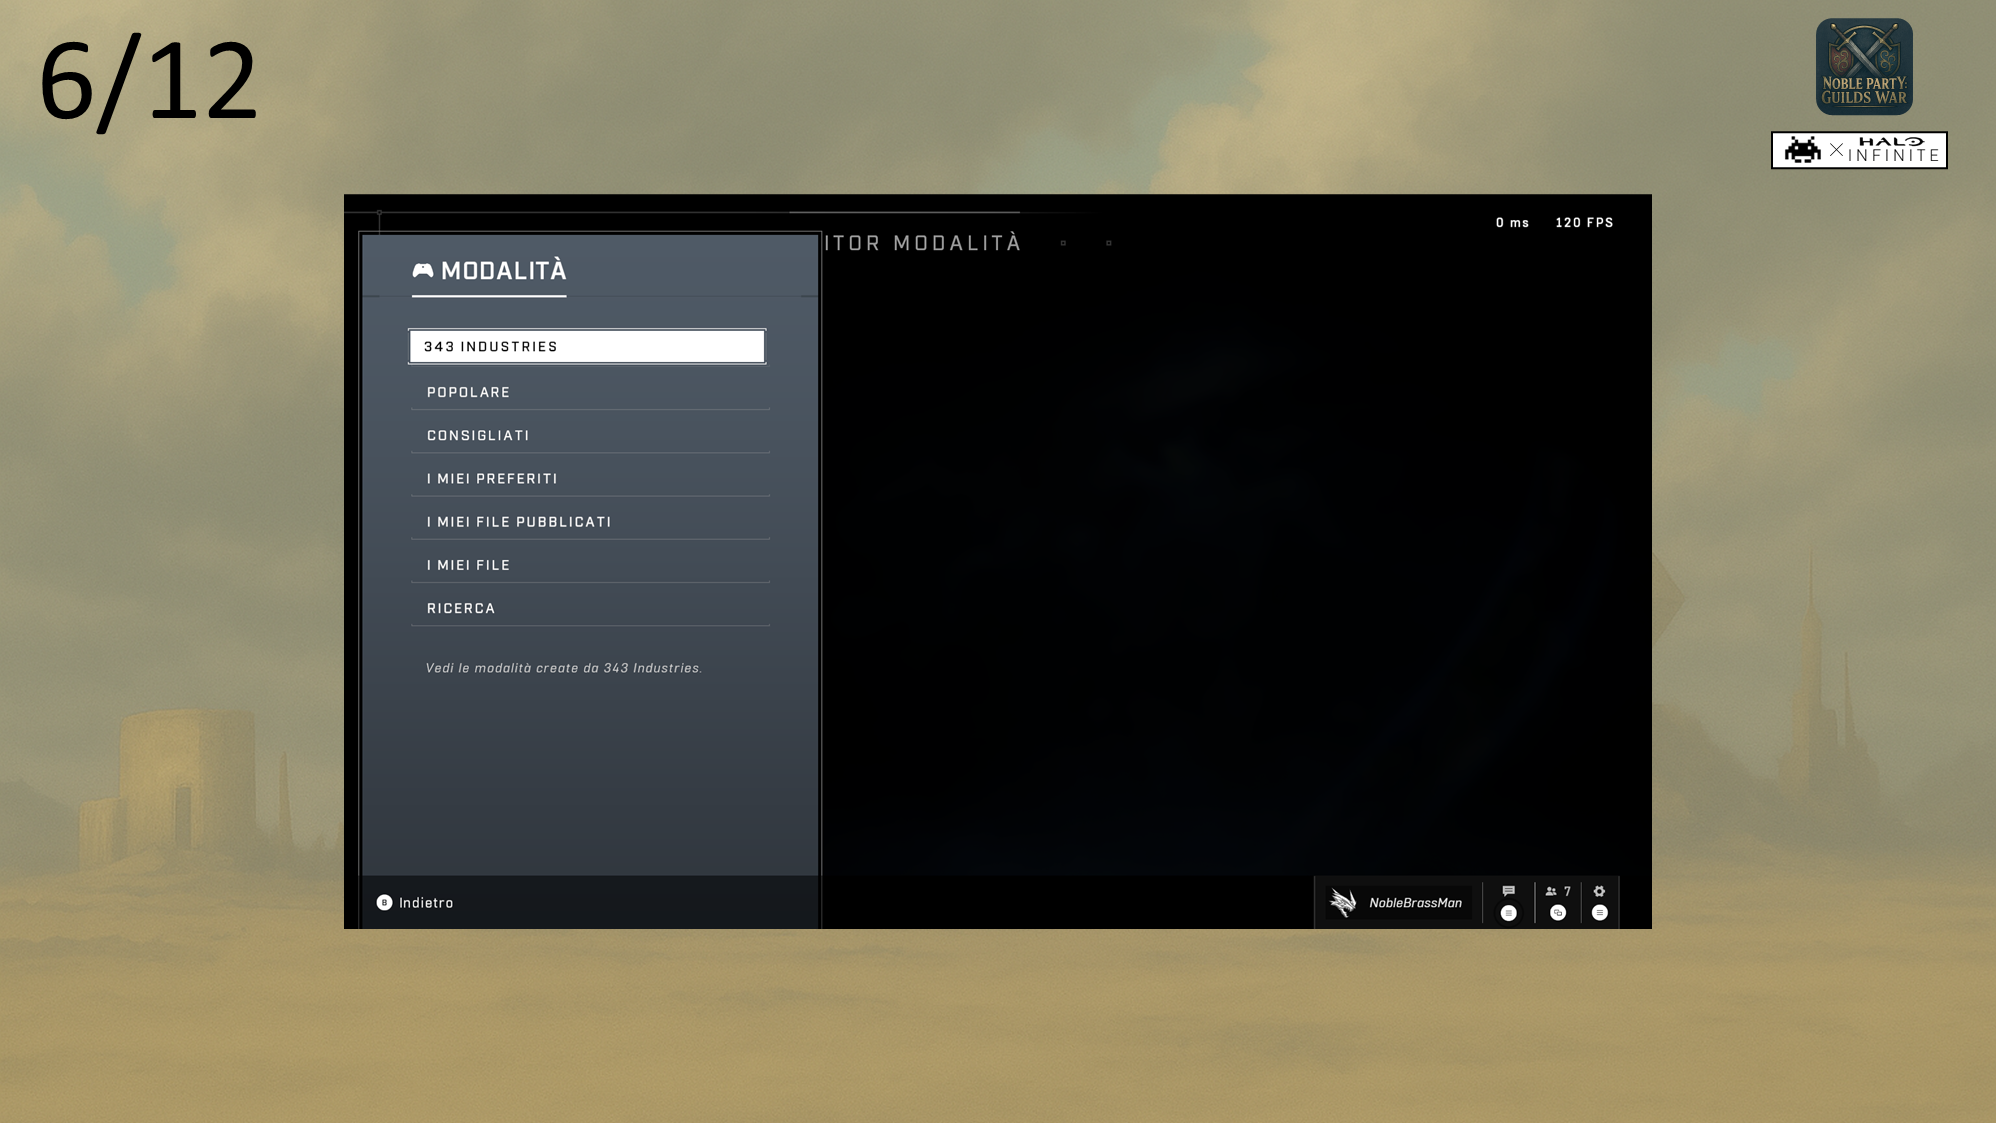 6/12
NOBLE PARTY:
GUILDS WAR
HALO
INFINITE
0 ms 120 FPS
ITOR MODALITÀ
MODALITÀ
343 INDUSTRIES
POPOLARE
CONSIGLIATI
I MIEI PREFERITI
I MIEI FILE PUBBLICATI
I MIEI FILE
RICERCA
Vedi le modalità create da 343 Industries.
B Indietro
NobleBrassMan
7